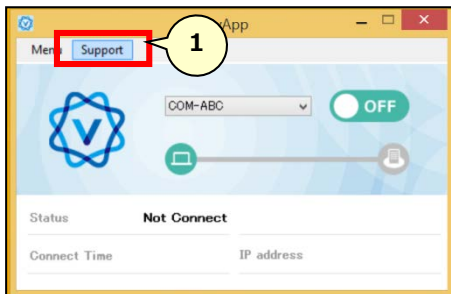 App
Menu Support
1
COM-ABC
OFF
V
Status Not Connect
Connect Time IP address